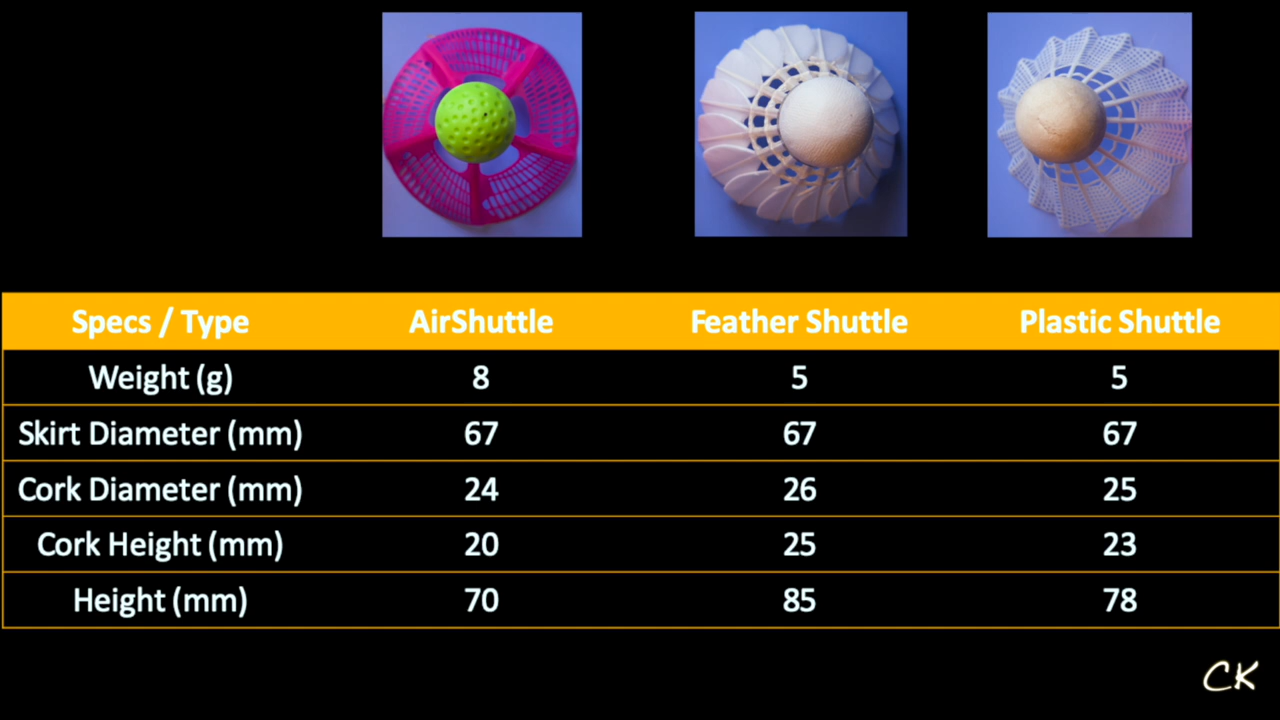 Specs / Type AirShuttle Feather Shuttle Plastic Shuttle
Weight (g) 8 5 5
Skirt Diameter (mm) 67 67 67
Cork Diameter (mm) 24 26 25
Cork Height (mm) 20 25 23
Height (mm) 70 85 78
CK